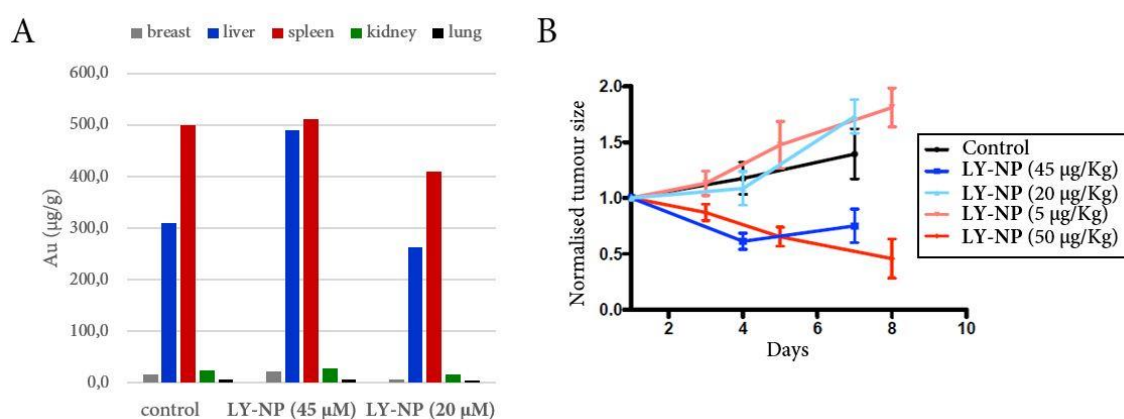 A
breast liver spleen kidney lung
600,0
500,0
400,0
300,0
200,0
100,0
0,0
Au (µg/g)
control LY-NP (45 µM) LY-NP (20 µM)
B
2.0
1.5
1.0
0.5
0.0
Normalised tumour size
2 4 6 8 10
Days
Control
LY-NP (45 µg/Kg)
LY-NP (20 µg/Kg)
LY-NP (5 µg/Kg)
LY-NP (50 µg/Kg)